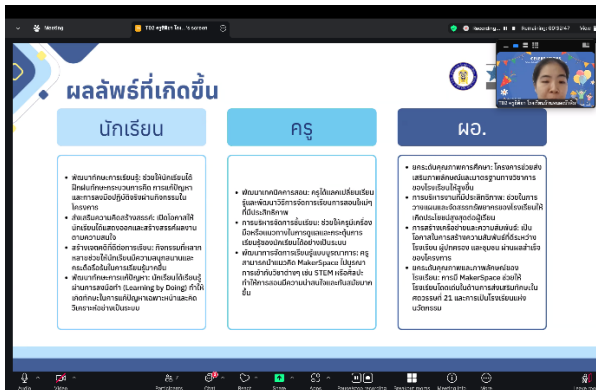 Meeting
TD2 ครูพี่ยา โรง...'s screen
Recording...
Remaining: 00:30:47
View
ผลลัพธ์ที่เกิดขึ้น
นักเรียน
ครู
ผอ.
• พัฒนาทักษะการเรียนรู้: ช่วยให้นักเรียนได้
ฝึกฝนทักษะกระบวนการคิด การแก้ปัญหา
และการลงมือปฏิบัติจริงผ่านกิจกรรมใน
โครงการ
• ส่งเสริมความคิดสร้างสรรค์: เปิดโอกาสให้
นักเรียนได้แสดงออกและสร้างสรรค์ผลงาน
ตามความสนใจ
• สร้างเจตคติที่ดีต่อการเรียน: กิจกรรมที่หลาก
หลายช่วยให้นักเรียนมีความสนุกสนานและ
กระตือรือร้นในการเรียนรู้มากขึ้น
• พัฒนาทักษะการแก้ปัญหา: นักเรียนได้เรียนรู้
ผ่านการลงมือทำ (Learning by Doing) ทำให้
เกิดทักษะในการแก้ปัญหาเฉพาะหน้าและคิด
วิเคราะห์อย่างเป็นระบบ
• พัฒนาเทคนิคการสอน: ครูได้แลกเปลี่ยนเรียน
รู้และพัฒนาวิธีการจัดการเรียนการสอนใหม่ๆ
ที่มีประสิทธิภาพ
• การบริหารจัดการชั้นเรียน: ช่วยให้ครูมีเครื่อง
มือหรือแนวทางในการดูแลและกระตุ้นการ
เรียนรู้ของนักเรียนได้อย่างเป็นระบบ
• พัฒนาการจัดการเรียนรู้แบบบูรณาการ: ครู
สามารถนำแนวคิด MakerSpace ไปบูรณา
การเข้ากับวิชาต่างๆ เช่น STEM หรือศิลปะ
ทำให้การสอนมีความน่าสนใจและทันสมัยมาก
ขึ้น
• ยกระดับคุณภาพการศึกษา: โครงการช่วยส่ง
เสริมภาพลักษณ์และมาตรฐานทางวิชาการ
ของโรงเรียนให้สูงขึ้น
• การบริหารงานที่มีประสิทธิภาพ: ช่วยในการ
วางแผนและจัดสรรทรัพยากรของโรงเรียนให้
เกิดประโยชน์สูงสุดต่อผู้เรียน
• การสร้างเครือข่ายและความสัมพันธ์: เป็น
โอกาสในการสร้างความสัมพันธ์ที่ดีระหว่าง
โรงเรียน ผู้ปกครอง และชุมชน ผ่านผลสำเร็จ
ของโครงการ
• ยกระดับคุณภาพและภาพลักษณ์ของ
โรงเรียน: การมี MakerSpace ช่วยให้
โรงเรียนโดดเด่นในด้านการส่งเสริมทักษะใน
ศตวรรษที่ 21 และการเป็นโรงเรียนแห่ง
นวัตกรรม
Audio
Video
Participants
Chat
React
Share
Apps
Pause/stop recording
Breakout rooms
Meeting info
More